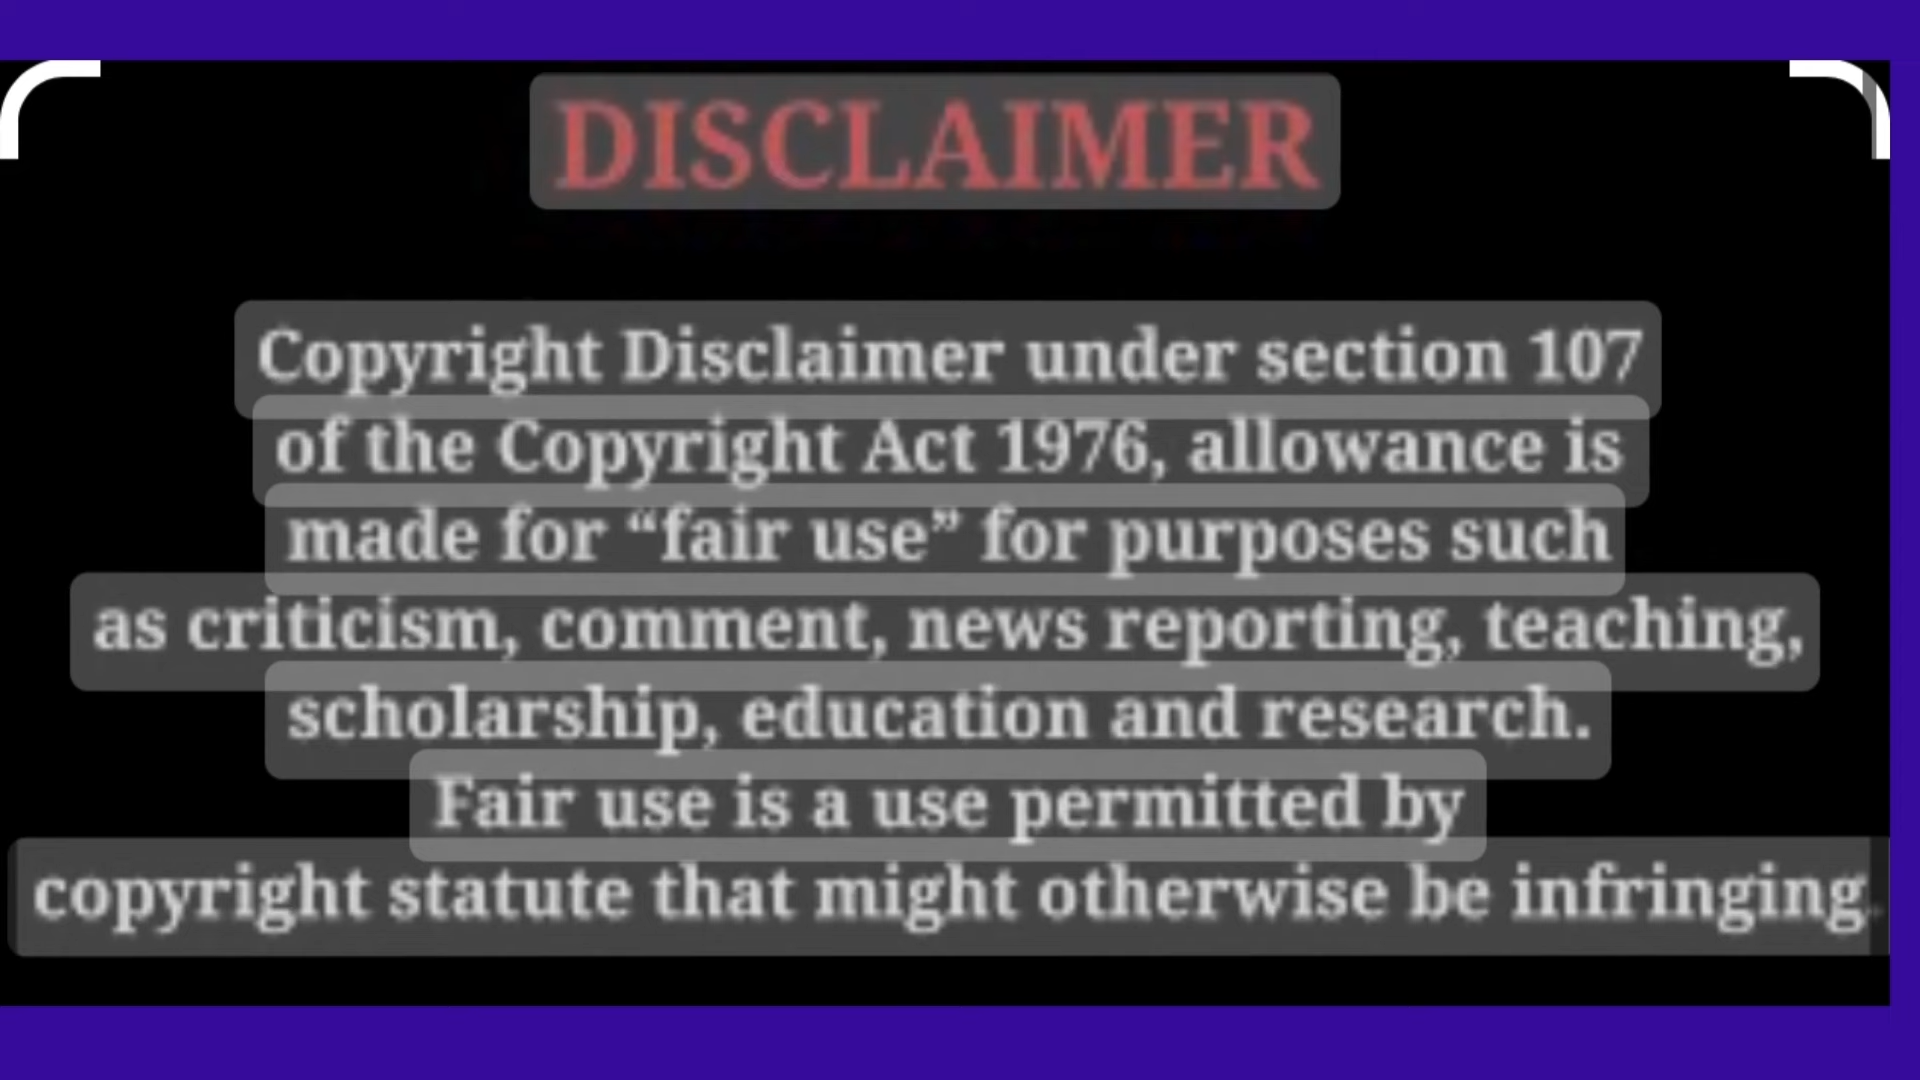 DISCLAIMER
Copyright Disclaimer under section 107
of the Copyright Act 1976, allowance is
made for “fair use” for purposes such
as criticism, comment, news reporting, teaching,
scholarship, education and research.
Fair use is a use permitted by
copyright statute that might otherwise be infringing.